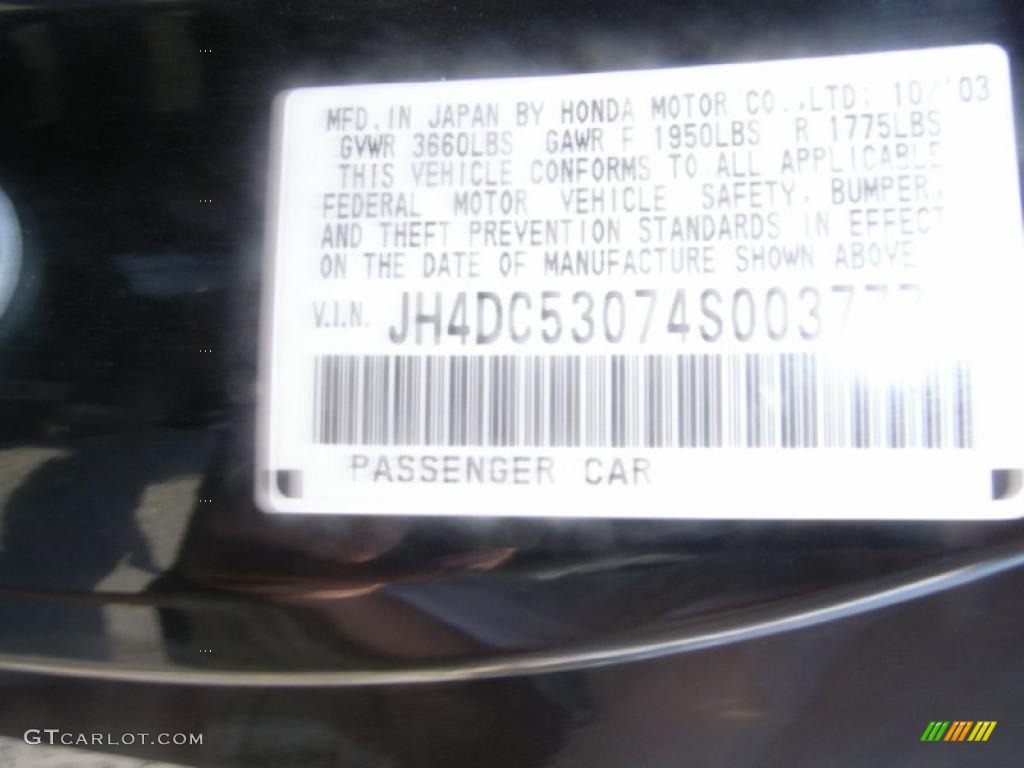 MFD. IN JAPAN BY HONDA MOTOR CO., LTD: 10/'03
GVWR 3660LBS GAWR F 1950LBS R 1775LBS
THIS VEHICLE CONFORMS TO ALL APPLICABLE
FEDERAL MOTOR VEHICLE SAFETY, BUMPER,
AND THEFT PREVENTION STANDARDS IN EFFECT
ON THE DATE OF MANUFACTURE SHOWN ABOVE
V.I.N. JH4DC53074S003777
PASSENGER CAR
GTCARLOT.COM